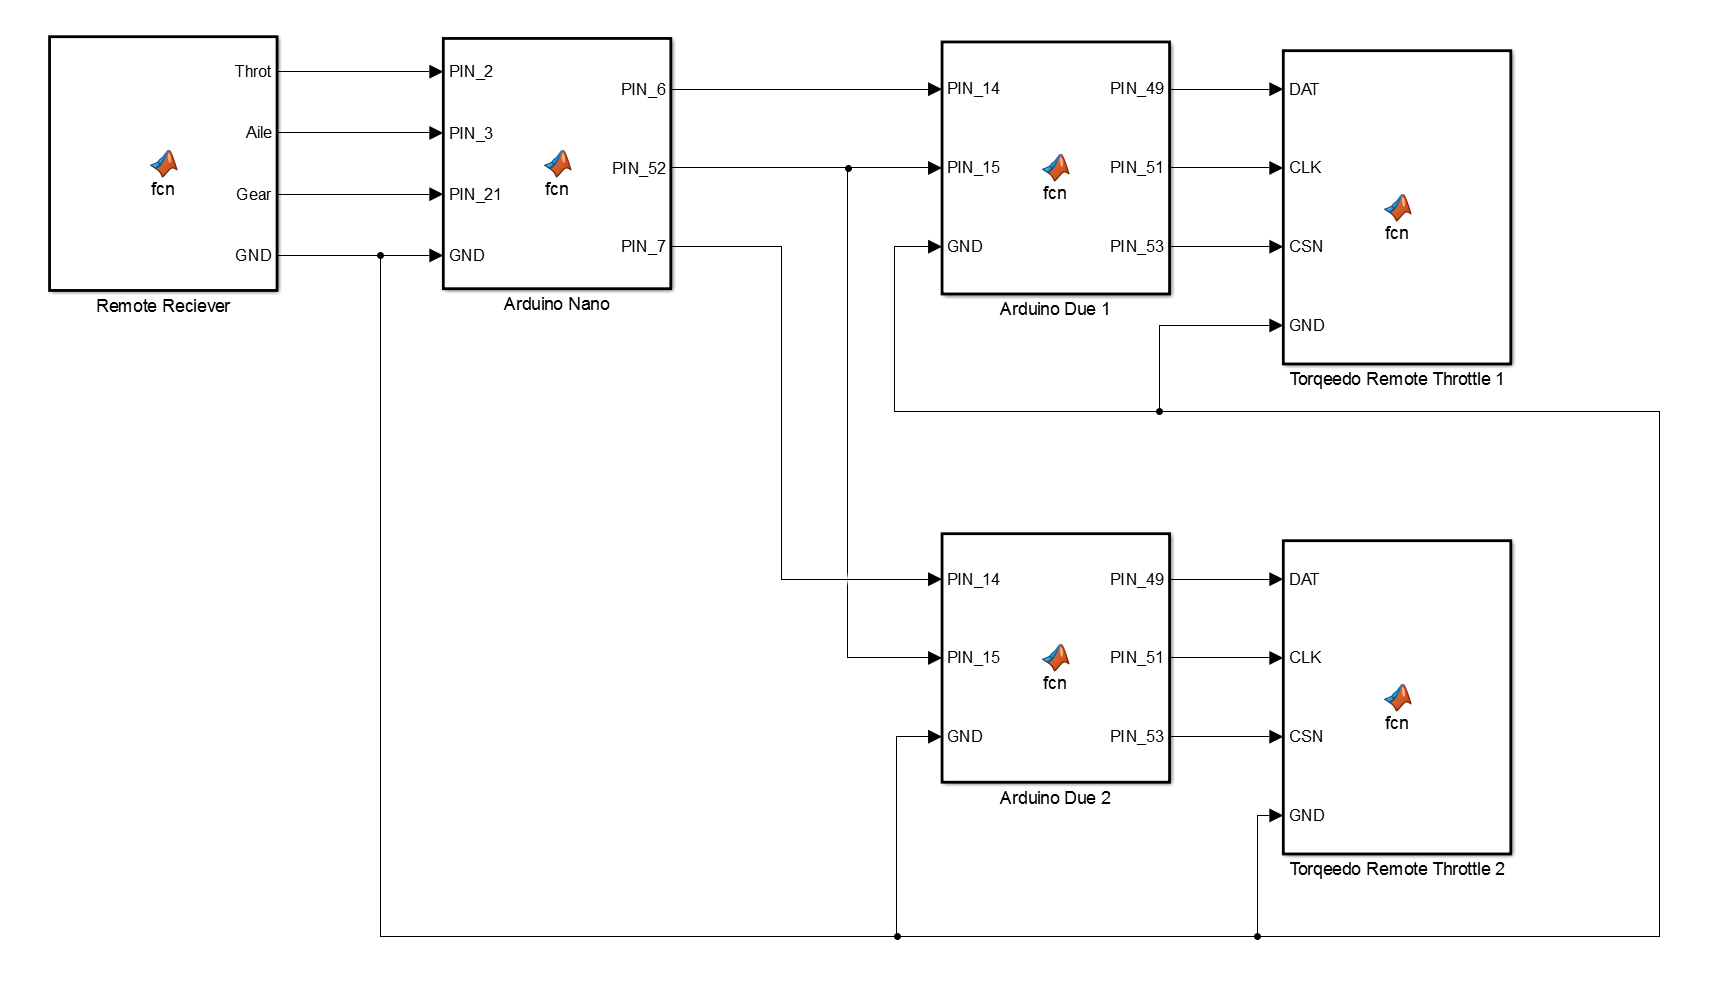 Throt
Aile
Gear
GND
fcn
Remote Reciever
PIN_2
PIN_3
PIN_21
GND
PIN_6
PIN_52
PIN_7
fcn
Arduino Nano
PIN_14
PIN_15
GND
PIN_49
PIN_51
PIN_53
fcn
Arduino Due 1
DAT
CLK
CSN
GND
fcn
Torqeedo Remote Throttle 1
PIN_14
PIN_15
GND
PIN_49
PIN_51
PIN_53
fcn
Arduino Due 2
DAT
CLK
CSN
GND
fcn
Torqeedo Remote Throttle 2